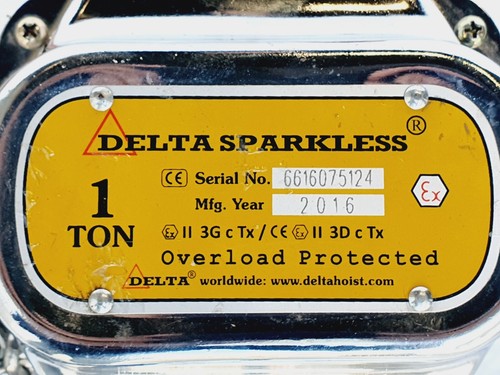 DELTA SPARKLESS®
1 TON
CE Serial No. 6616075124
Mfg. Year 2016
Ex
Ex II 3G c Tx / CE Ex II 3D c Tx
Overload Protected
DELTA® worldwide: www.deltahoist.com